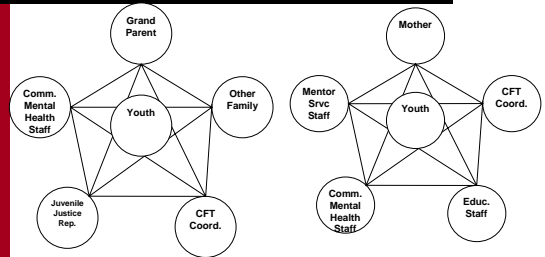 Grand
Parent
Comm.
Mental
Health
Staff
Youth
Other
Family
Juvenile
Justice
Rep.
CFT
Coord.
Mother
Mentor
Srvc
Staff
Youth
CFT
Coord.
Comm.
Mental
Health
Staff
Educ.
Staff